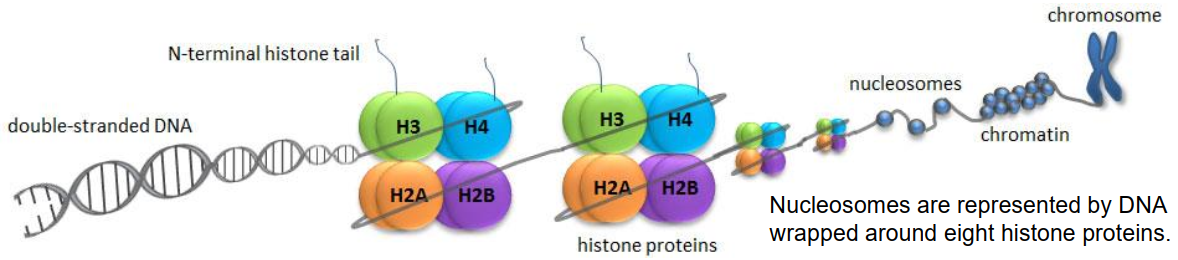 chromosome
N-terminal histone tail
nucleosomes
double-stranded DNA
H3
H4
H3
H4
chromatin
H2A
H2B
H2A
H2B
Nucleosomes are represented by DNA
wrapped around eight histone proteins.
histone proteins